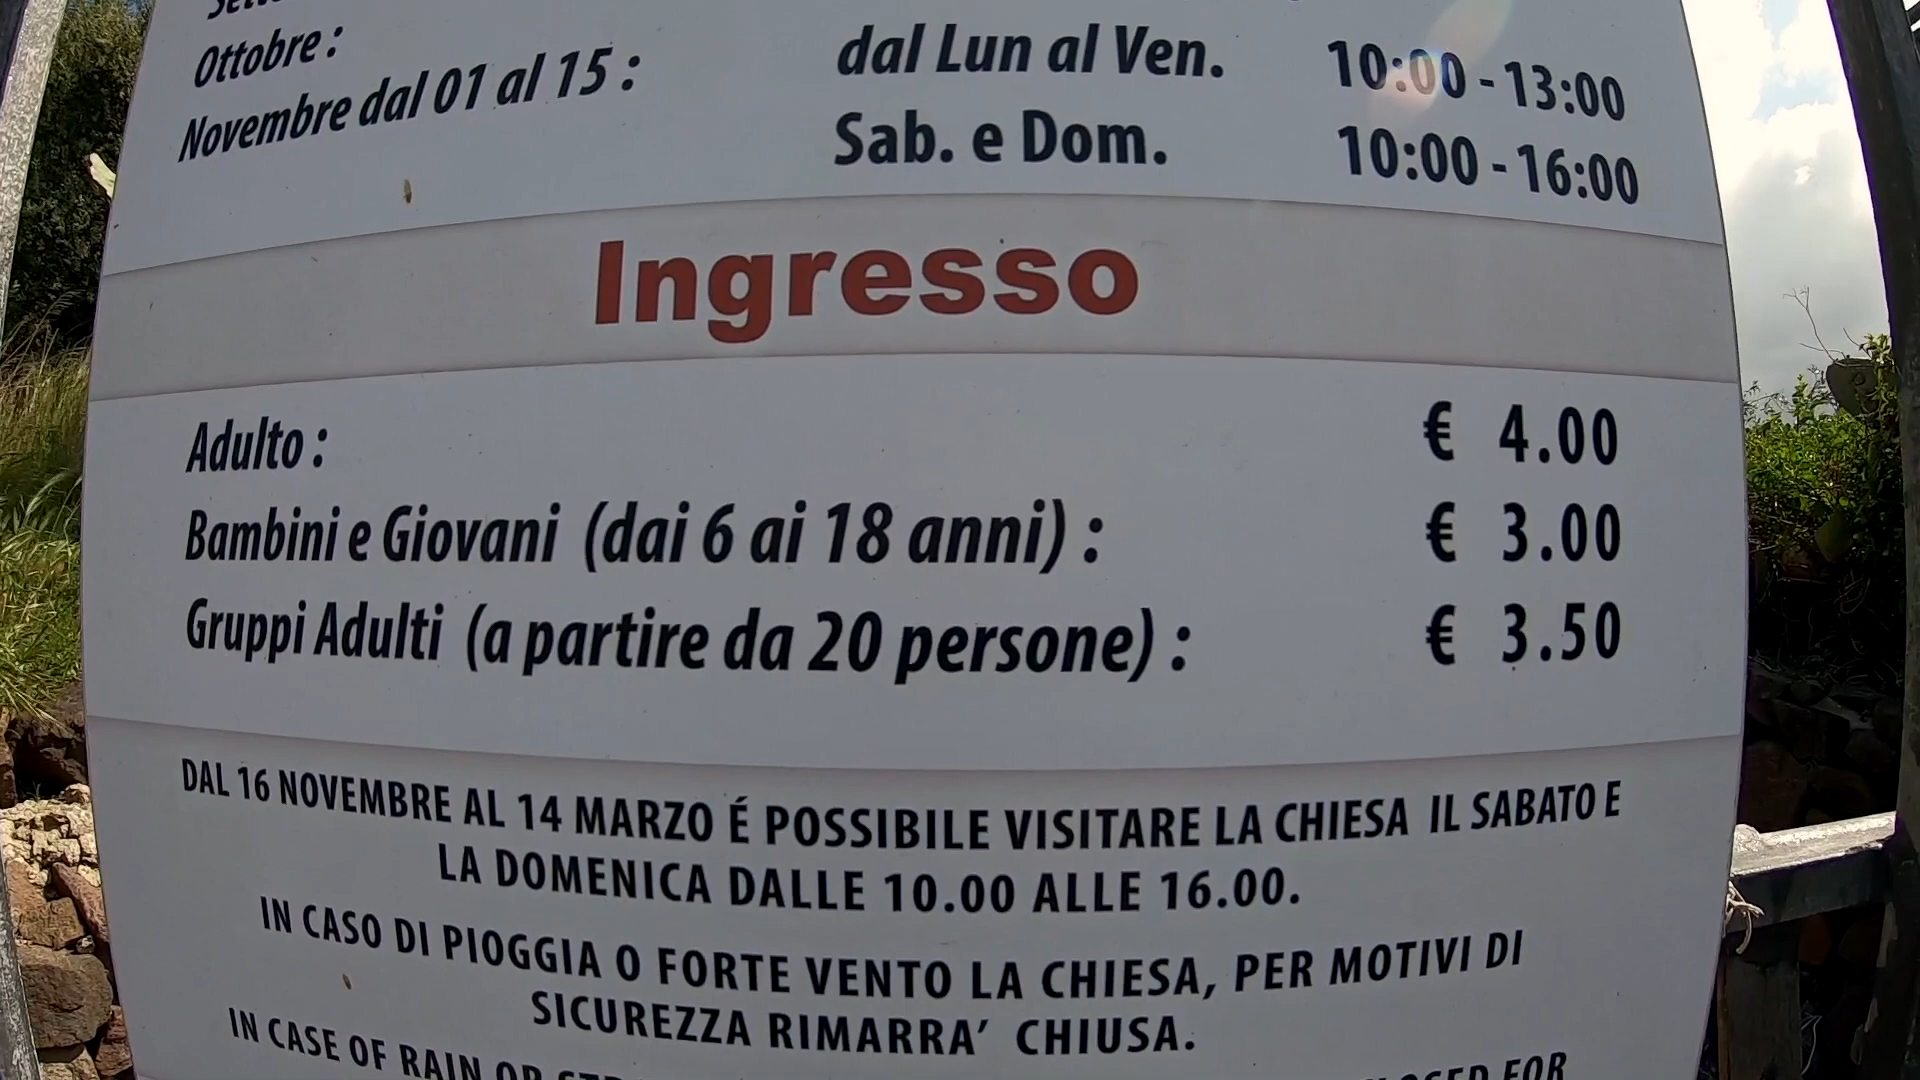 Ottobre :
Novembre dal 01 al 15 :
dal Lun al Ven. 10:00 - 13:00
Sab. e Dom. 10:00 - 16:00
Ingresso
Adulto : € 4.00
Bambini e Giovani (dai 6 ai 18 anni) : € 3.00
Gruppi Adulti (a partire da 20 persone) : € 3.50
DAL 16 NOVEMBRE AL 14 MARZO É POSSIBILE VISITARE LA CHIESA IL SABATO E
LA DOMENICA DALLE 10.00 ALLE 16.00.
IN CASO DI PIOGGIA O FORTE VENTO LA CHIESA, PER MOTIVI DI
SICUREZZA RIMARRA’ CHIUSA.
IN CASE OF RAIN OR FOR